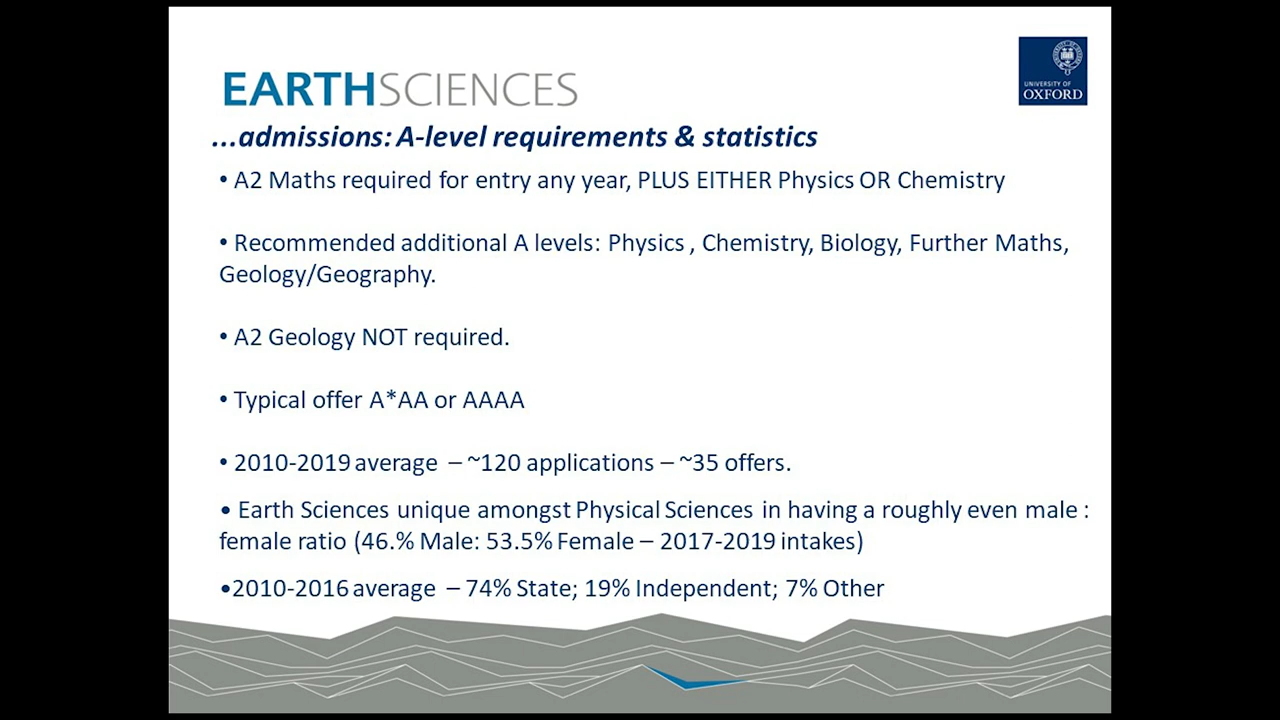 UNIVERSITY OF
OXFORD
EARTHSCIENCES
...admissions: A-level requirements & statistics
• A2 Maths required for entry any year, PLUS EITHER Physics OR Chemistry
• Recommended additional A levels: Physics , Chemistry, Biology, Further Maths,
Geology/Geography.
• A2 Geology NOT required.
• Typical offer A*AA or AAAA
• 2010-2019 average – ~120 applications – ~35 offers.
• Earth Sciences unique amongst Physical Sciences in having a roughly even male :
female ratio (46.% Male: 53.5% Female – 2017-2019 intakes)
•2010-2016 average – 74% State; 19% Independent; 7% Other